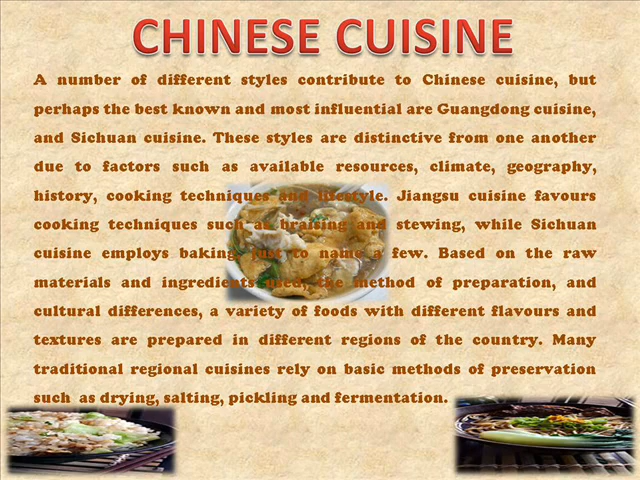 CHINESE CUISINE
A number of different styles contribute to Chinese cuisine, but
perhaps the best known and most influential are Guangdong cuisine,
and Sichuan cuisine. These styles are distinctive from one another
due to factors such as available resources, climate, geography,
history, cooking techniques and lifestyle. Jiangsu cuisine favours
cooking techniques such as braising and stewing, while Sichuan
cuisine employs baking, just to name a few. Based on the raw
materials and ingredients used, the method of preparation, and
cultural differences, a variety of foods with different flavours and
textures are prepared in different regions of the country. Many
traditional regional cuisines rely on basic methods of preservation
such as drying, salting, pickling and fermentation.